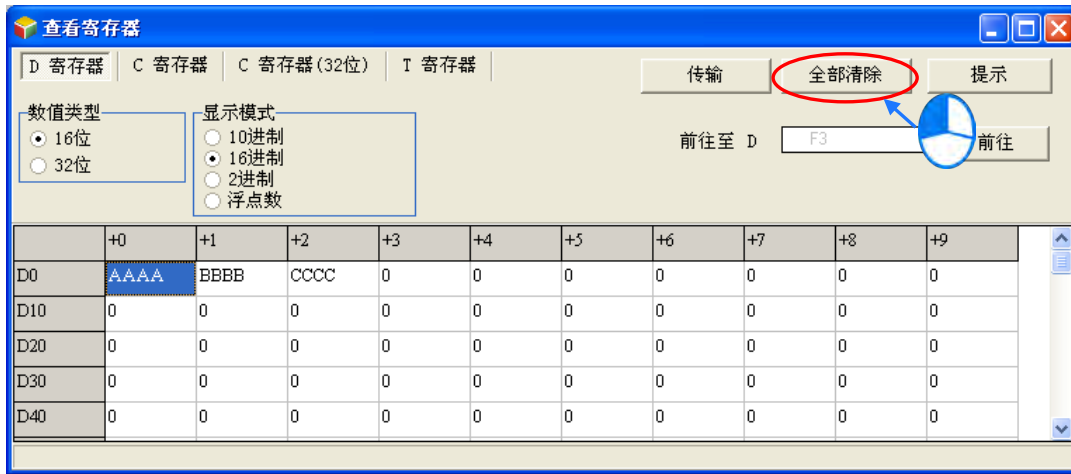 查看寄存器
D 寄存器 C 寄存器 C 寄存器(32位) T 寄存器
传输 全部清除 提示
数值类型 显示模式
16位 10进制
32位 16进制
2进制
浮点数
前往至 D F3 前往
+0 +1 +2 +3 +4 +5 +6 +7 +8 +9
D0 AAAA BBBB CCCC 0 0 0 0 0 0 0
D10 0 0 0 0 0 0 0 0 0 0
D20 0 0 0 0 0 0 0 0 0 0
D30 0 0 0 0 0 0 0 0 0 0
D40 0 0 0 0 0 0 0 0 0 0